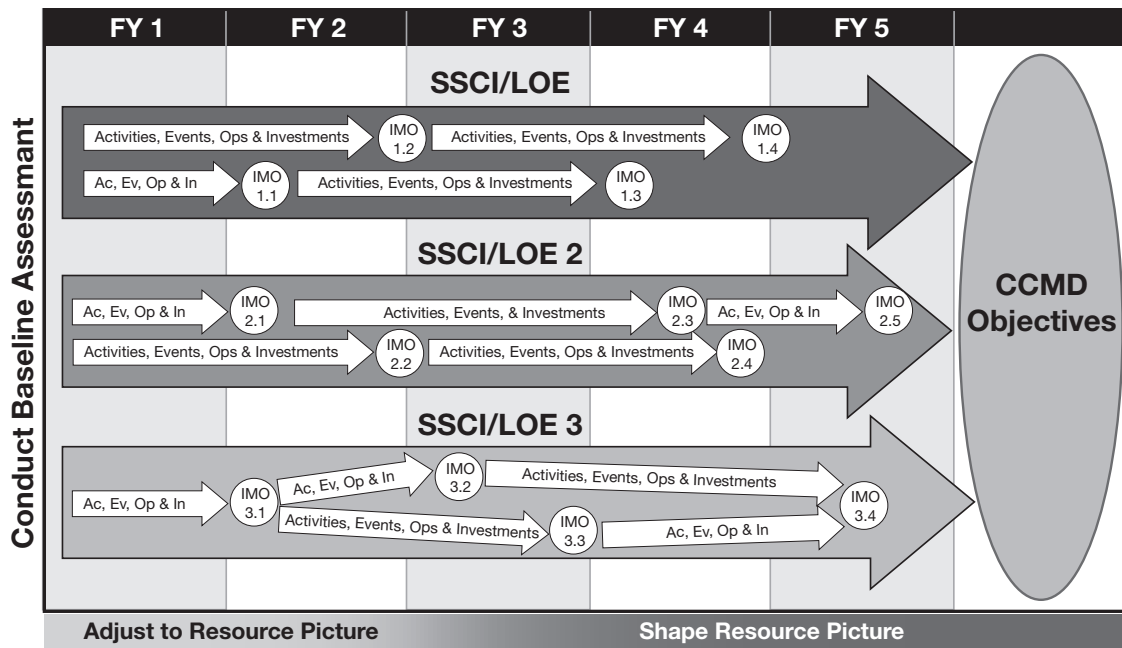 FY 1 FY 2 FY 3 FY 4 FY 5
Conduct Baseline Assessmant
SSCI/LOE
Activities, Events, Ops & Investments
IMO
1.2
Activities, Events, Ops & Investments
IMO
1.4
Ac, Ev, Op & In
IMO
1.1
Activities, Events, Ops & Investments
IMO
1.3
SSCI/LOE 2
Ac, Ev, Op & In
IMO
2.1
Activities, Events, & Investments
IMO
2.3
Ac, Ev, Op & In
IMO
2.5
Activities, Events, Ops & Investments
IMO
2.2
Activities, Events, Ops & Investments
IMO
2.4
SSCI/LOE 3
Ac, Ev, Op & In
IMO
3.1
Ac, Ev, Op & In
IMO
3.2
Activities, Events, Ops & Investments
IMO
3.4
Activities, Events, Ops & Investments
IMO
3.3
Ac, Ev, Op & In
CCMD
Objectives
Adjust to Resource Picture
Shape Resource Picture